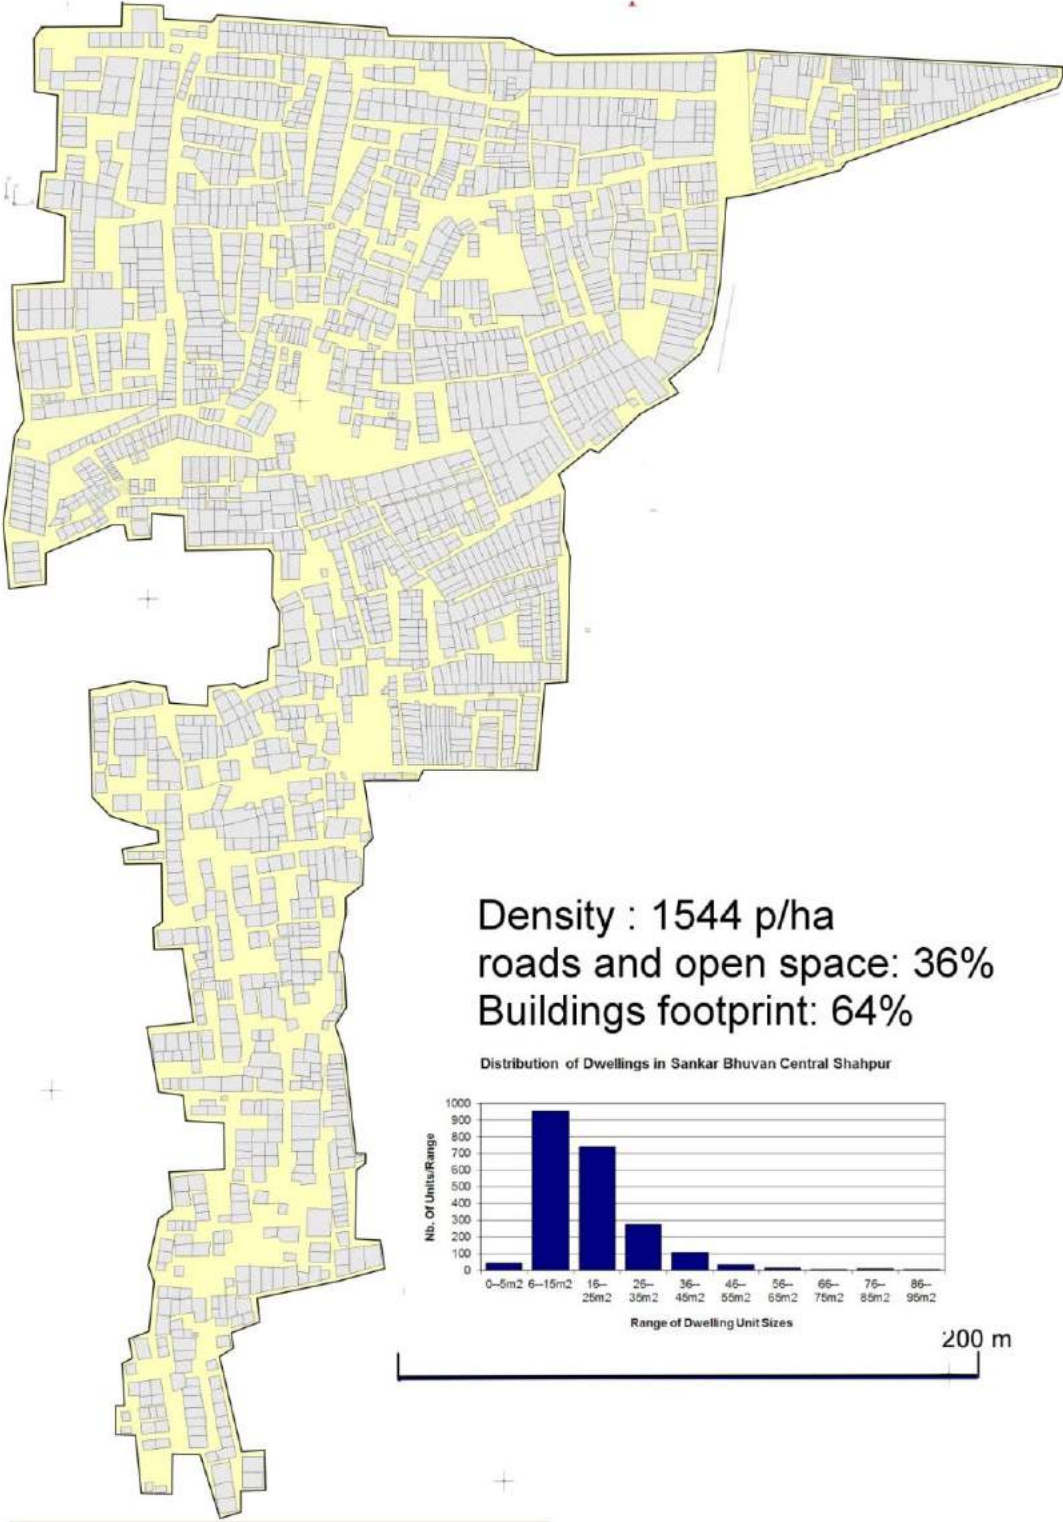 Density : 1544 p/ha
roads and open space: 36%
Buildings footprint: 64%
Distribution of Dwellings in Sankar Bhuvan Central Shahpur
Nb. Of Units/Range
1000
900
800
700
600
500
400
300
200
100
0
0--5m2 6--15m2 16-- 26-- 36-- 46-- 56-- 66-- 76-- 86--
25m2 35m2 45m2 55m2 65m2 75m2 85m2 95m2
Range of Dwelling Unit Sizes
200 m